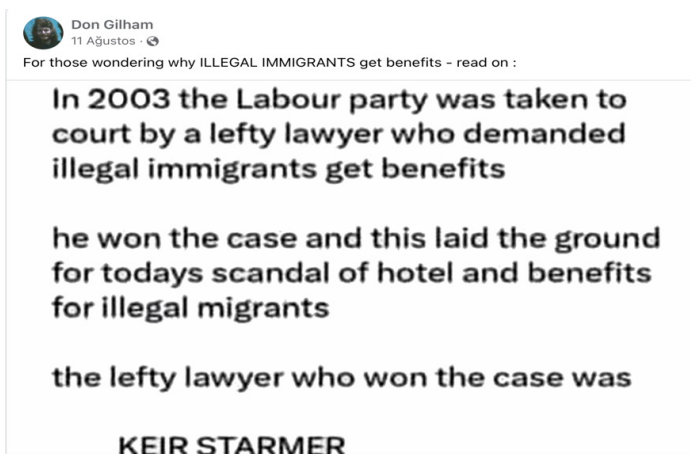 Don Gilham
11 Ağustos ·
For those wondering why ILLEGAL IMMIGRANTS get benefits - read on :
In 2003 the Labour party was taken to
court by a lefty lawyer who demanded
illegal immigrants get benefits
he won the case and this laid the ground
for todays scandal of hotel and benefits
for illegal migrants
the lefty lawyer who won the case was
KEIR STARMER